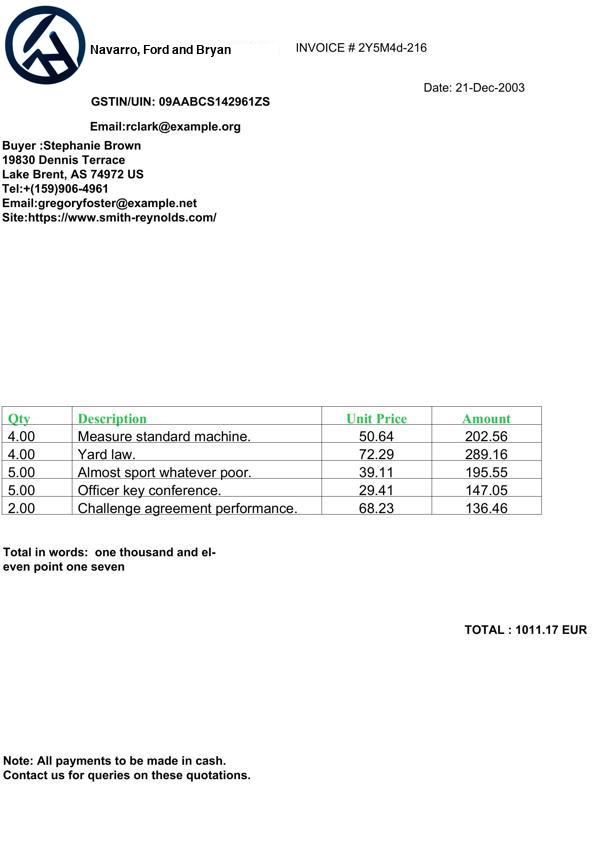 Navarro, Ford and Bryan
INVOICE # 2Y5M4d-216
Date: 21-Dec-2003
GSTIN/UIN: 09AABCS142961ZS
Email:rclark@example.org
Buyer :Stephanie Brown
19830 Dennis Terrace
Lake Brent, AS 74972 US
Tel:+(159)906-4961
Email:gregoryfoster@example.net
Site:https://www.smith-reynolds.com/
Qty Description Unit Price Amount
4.00 Measure standard machine. 50.64 202.56
4.00 Yard law. 72.29 289.16
5.00 Almost sport whatever poor. 39.11 195.55
5.00 Officer key conference. 29.41 147.05
2.00 Challenge agreement performance. 68.23 136.46
Total in words: one thousand and el-
even point one seven
TOTAL : 1011.17 EUR
Note: All payments to be made in cash.
Contact us for queries on these quotations.